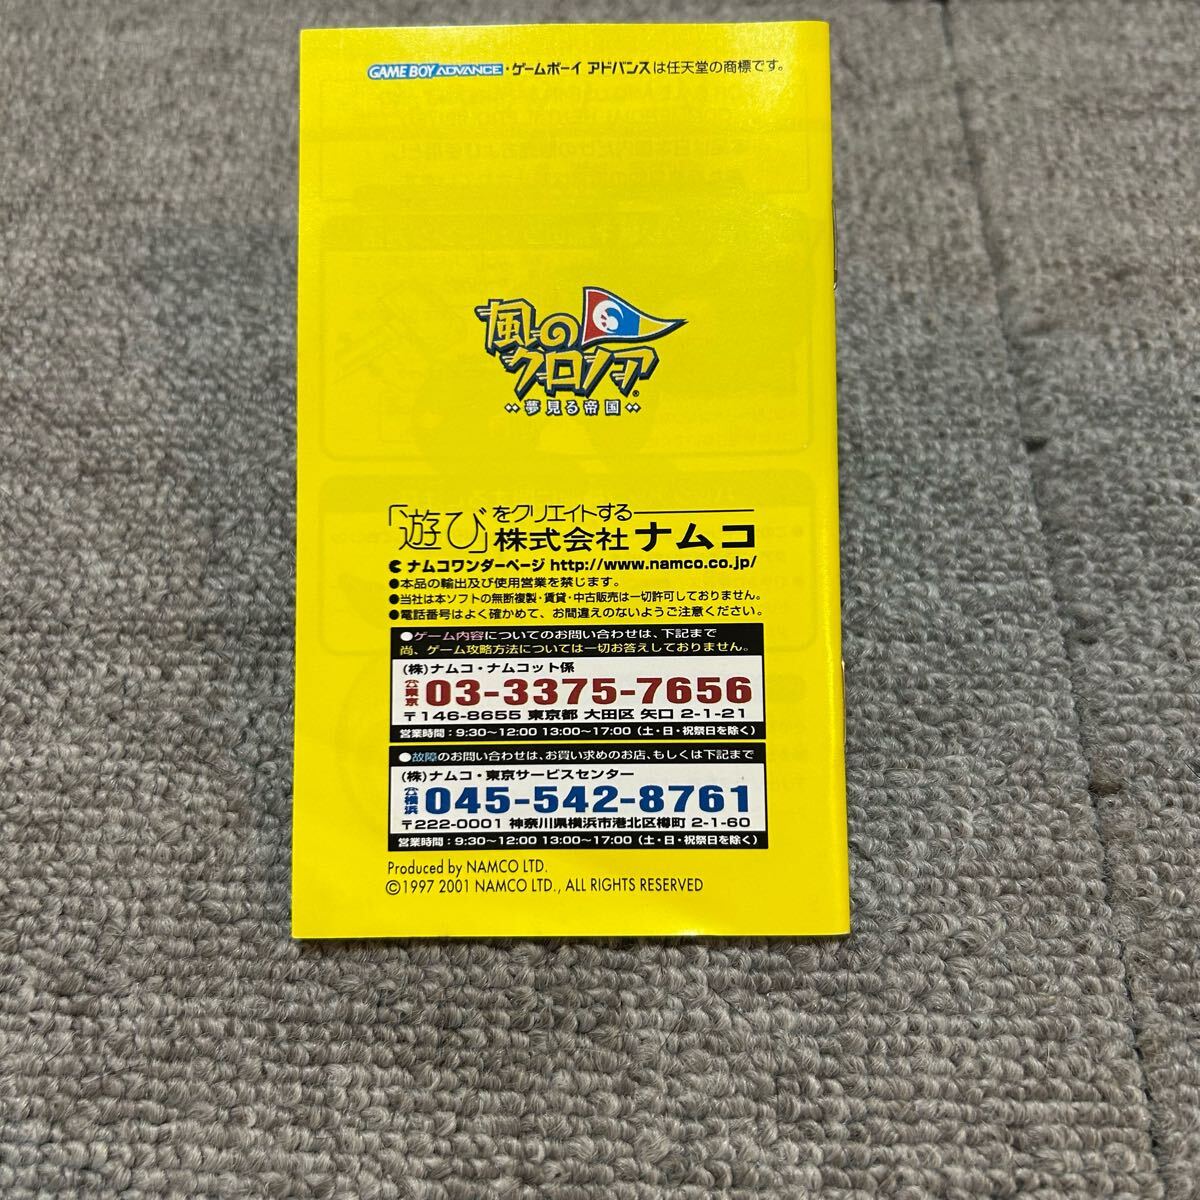 GAME BOY ADVANCE・ゲームボーイ アドバンスは任天堂の商標です。
風の
クロノア®
夢見る帝国
「遊び」をクリエイトする
株式会社ナムコ
ナムコワンダーページ http://www.namco.co.jp/
●本品の輸出及び使用営業を禁じます。
●当社は本ソフトの無断複製・賃貸・中古販売は一切許可しておりません。
●電話番号はよく確かめて、お間違えのないようご注意ください。
●ゲーム内容についてのお問い合わせは、下記まで
尚、ゲーム攻略方法については一切お答えしておりません。
(株)ナムコ・ナムコット係
☎東京 03-3375-7656
〒146-8655 東京都 大田区 矢口 2-1-21
営業時間：9:30〜12:00 13:00〜17:00（土・日・祝祭日を除く）
●故障のお問い合わせは、お買い求めのお店、もしくは下記まで
(株)ナムコ・東京サービスセンター
☎横浜 045-542-8761
〒222-0001 神奈川県横浜市港北区樽町 2-1-60
営業時間：9:30〜12:00 13:00〜17:00（土・日・祝祭日を除く）
Produced by NAMCO LTD.
©1997 2001 NAMCO LTD., ALL RIGHTS RESERVED